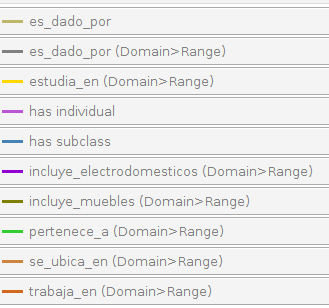 es_dado_por
es_dado_por (Domain>Range)
estudia_en (Domain>Range)
has individual
has subclass
incluye_electrodomesticos (Domain>Range)
incluye_muebles (Domain>Range)
pertenece_a (Domain>Range)
se_ubica_en (Domain>Range)
trabaja_en (Domain>Range)